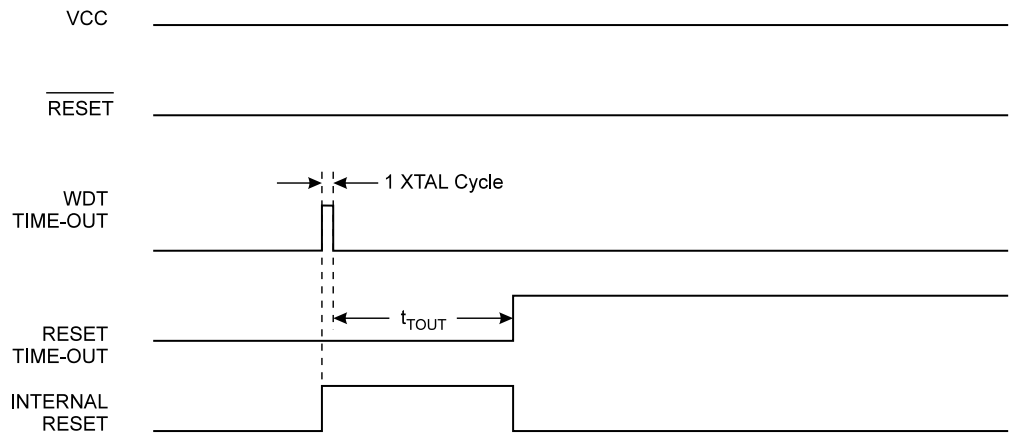 VCC
RESET
1 XTAL Cycle
WDT
TIME-OUT
tTOUT
RESET
TIME-OUT
INTERNAL
RESET